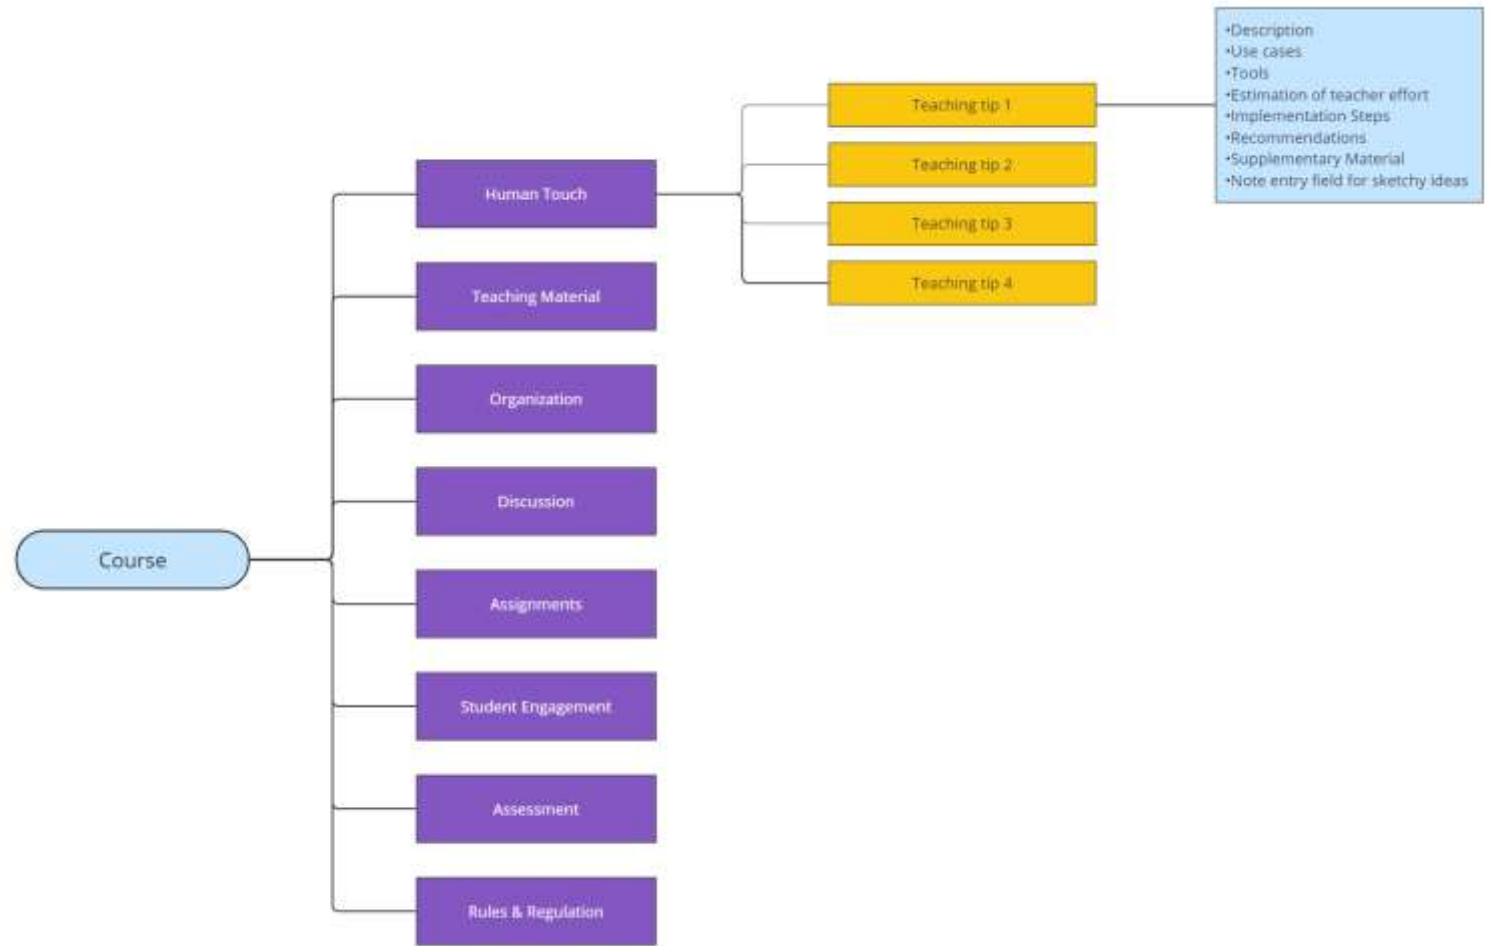 Course
Human Touch
Teaching Material
Organization
Discussion
Assignments
Student Engagement
Assessment
Rules & Regulation
Teaching tip 1
Teaching tip 2
Teaching tip 3
Teaching tip 4
•Description
•Use cases
•Tools
•Estimation of teacher effort
•Implementation Steps
•Recommendations
•Supplementary Material
•Note entry field for sketchy ideas